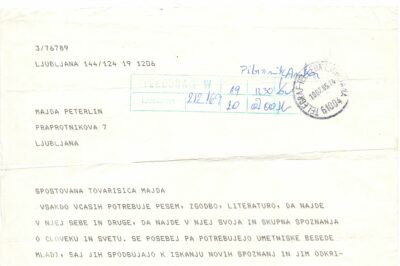 3/76789
LJUBLJANA 144/124 19 1206
LJUBLJANA
MAJDA PETERLIN
PRAPROTNIKOVA 7
LJUBLJANA
61004
SPOSTOVANA TOVARISICA MAJDA
VSAKDO VCASIH POTREBUJE PESEM, ZGODBO, LITERATURO, DA NAJDE
V NJEJ SEBE IN DRUGE, DA NAJDE V NJEJ SVOJA IN SKUPNA SPOZNANJA
O CLOVEKU IN SVETU. SE POSEBEJ PA POTREBUJEJO UMETNISKE BESEDE
MLADI, SAJ JIH SPODBUJAJO K ISKANJU NOVIH SPOZNANJ IN JIM ODKRI-